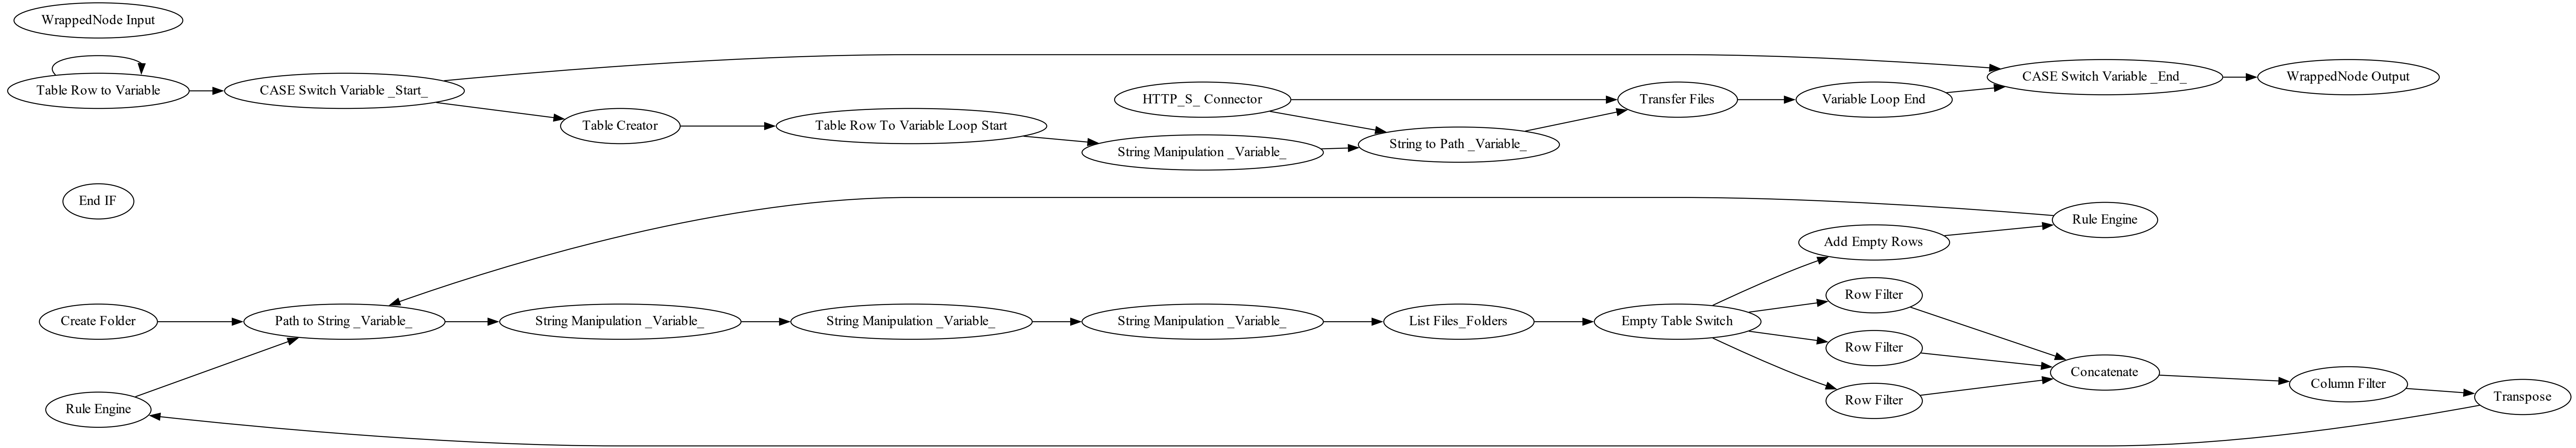 WrappedNode Input
Table Row to Variable
CASE Switch Variable _Start_
Table Creator
Table Row To Variable Loop Start
HTTP_S_ Connector
String Manipulation _Variable_
String to Path _Variable_
Transfer Files
Variable Loop End
CASE Switch Variable _End_
WrappedNode Output
End IF
Rule Engine
Add Empty Rows
Create Folder
Path to String _Variable_
String Manipulation _Variable_
String Manipulation _Variable_
String Manipulation _Variable_
List Files_Folders
Empty Table Switch
Row Filter
Row Filter
Row Filter
Concatenate
Column Filter
Transpose
Rule Engine